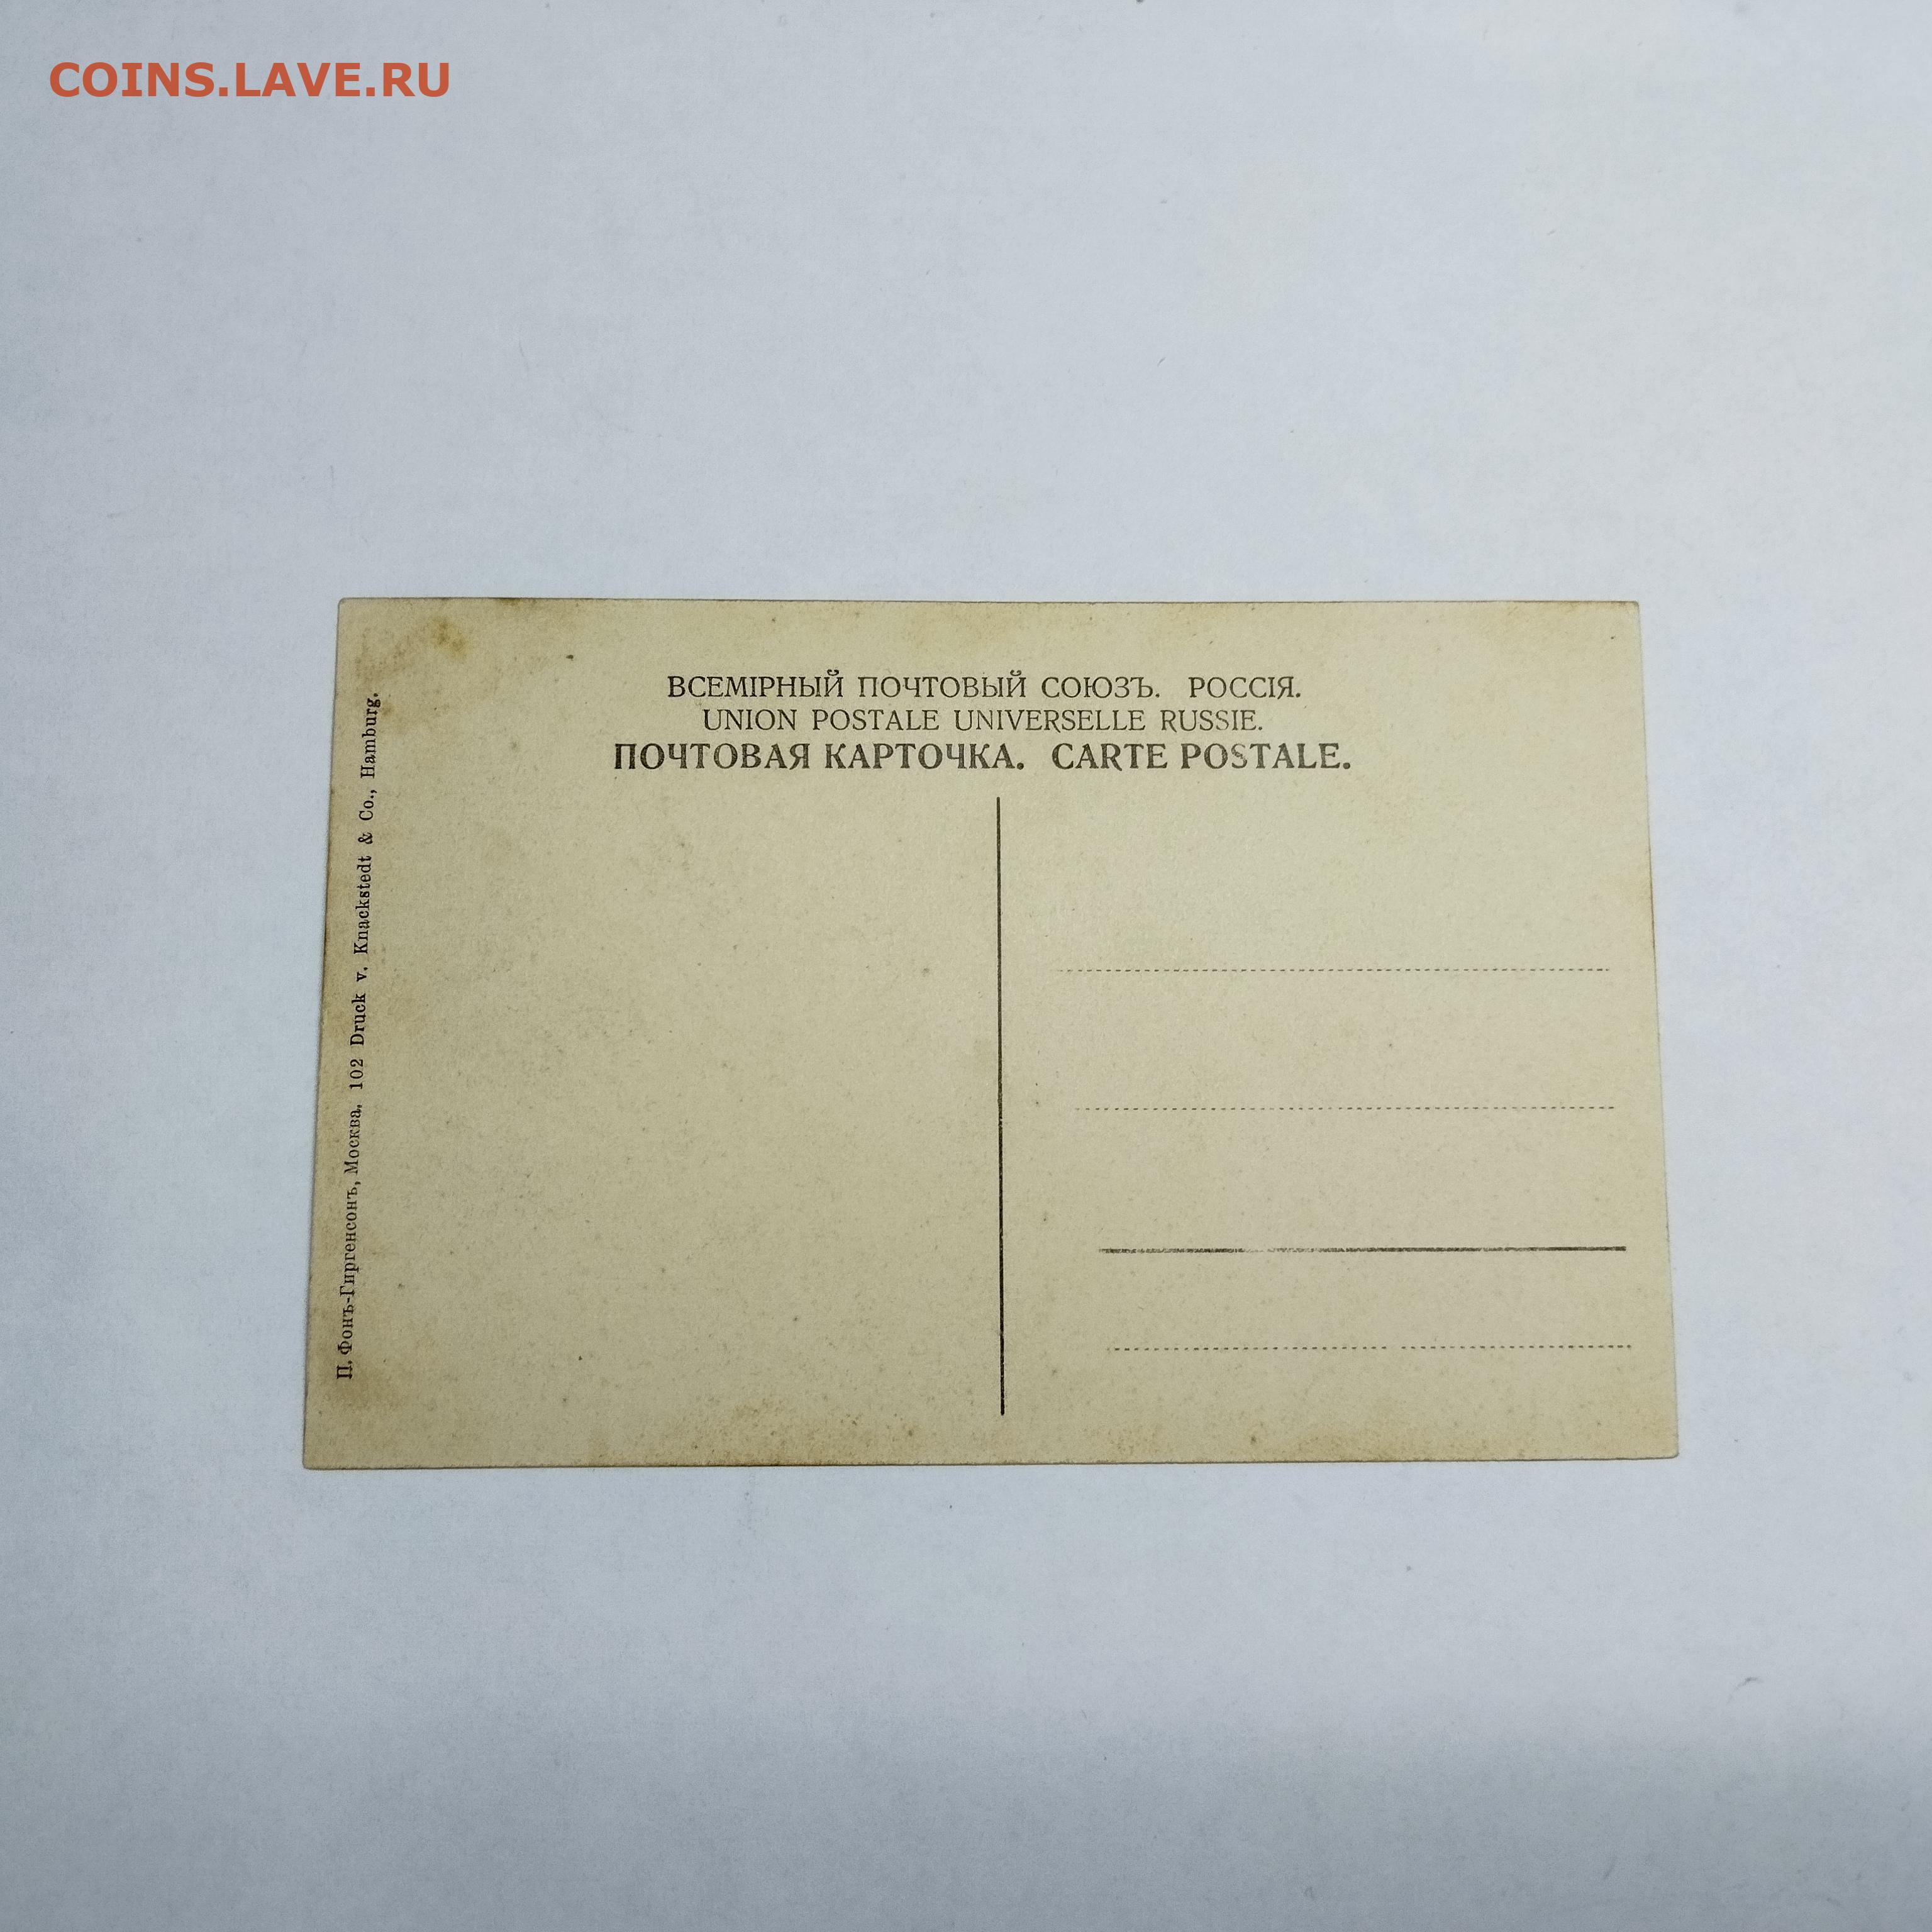 COINS.LAVE.RU
ВСЕМІРНЫЙ ПОЧТОВЫЙ СОЮЗЪ. РОССІЯ.
UNION POSTALE UNIVERSELLE RUSSIE.
ПОЧТОВАЯ КАРТОЧКА. CARTE POSTALE.
П. Фонъ-Гиргенсонъ, Москва. 102 Druck v. Knackstedt & Co., Hamburg.